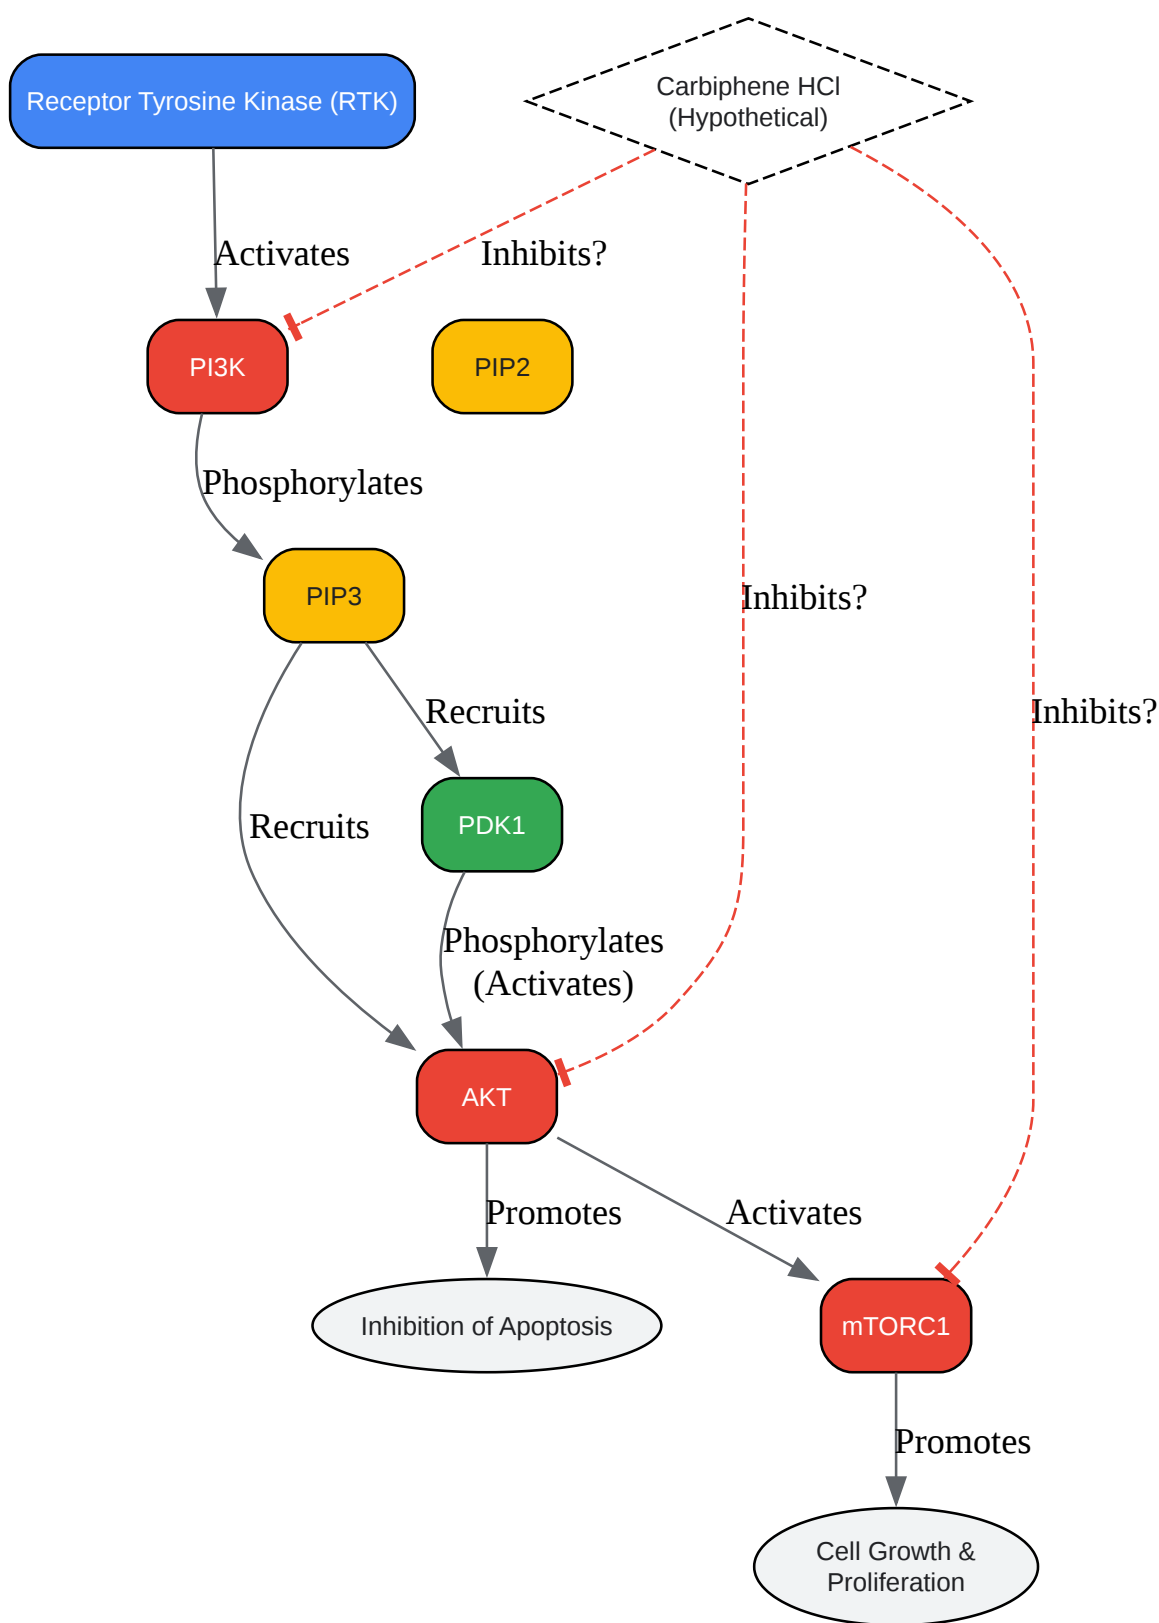 Receptor Tyrosine Kinase (RTK)
Carbiphene HCl
(Hypothetical)
Activates
Inhibits?
PI3K
PIP2
Phosphorylates
PIP3
Inhibits?
Recruits
Inhibits?
Recruits
PDK1
Phosphorylates
(Activates)
AKT
Promotes
Activates
Inhibition of Apoptosis
mTORC1
Promotes
Cell Growth &
Proliferation